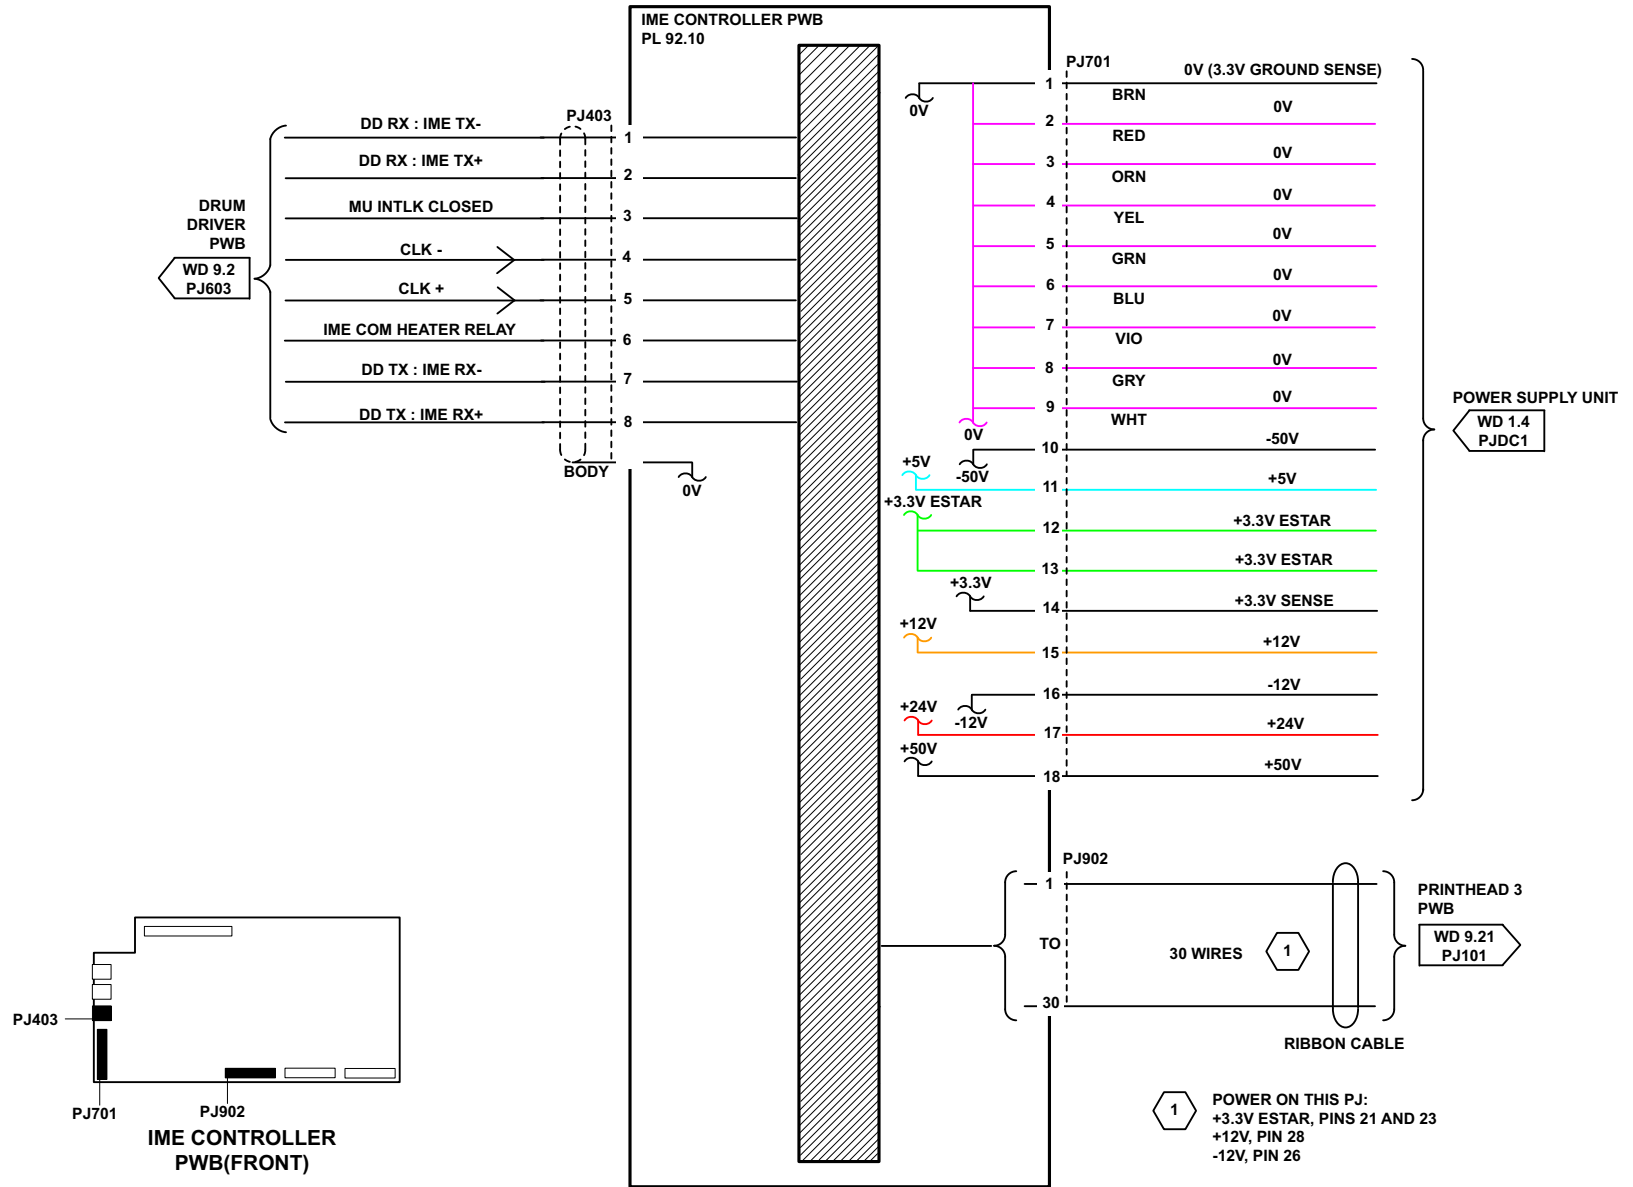 IME CONTROLLER PWB
PL 92.10
DRUM
DRIVER
PWB
WD 9.2
PJ603
DD RX : IME TX-
DD RX : IME TX+
MU INTLK CLOSED
CLK -
CLK +
IME COM HEATER RELAY
DD TX : IME RX-
DD TX : IME RX+
PJ403
1
2
3
4
5
6
7
8
BODY
0V
PJ701
0V
1
0V (3.3V GROUND SENSE)
BRN
2
0V
RED
3
0V
ORN
4
0V
YEL
5
0V
GRN
6
0V
BLU
7
0V
VIO
8
0V
GRY
9
0V
WHT
0V
10
-50V
-50V
+5V
11
+5V
+3.3V ESTAR
12
+3.3V ESTAR
13
+3.3V ESTAR
+3.3V
14
+3.3V SENSE
+12V
15
+12V
16
-12V
-12V
+24V
17
+24V
+50V
18
+50V
POWER SUPPLY UNIT
WD 1.4
PJDC1
PJ902
1
TO
30
30 WIRES
1
RIBBON CABLE
PRINTHEAD 3
PWB
WD 9.21
PJ101
1
POWER ON THIS PJ:
+3.3V ESTAR, PINS 21 AND 23
+12V, PIN 28
-12V, PIN 26
PJ403
PJ701
PJ902
IME CONTROLLER
PWB(FRONT)